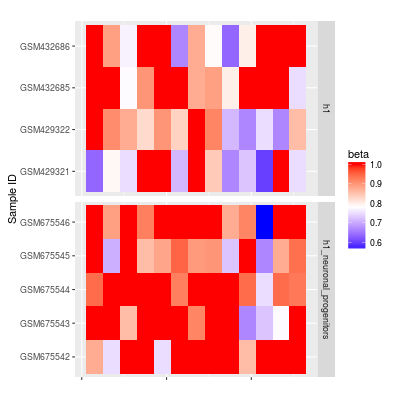 Sample ID
GSM432686
GSM432685
GSM429322
GSM429321
h1
GSM675546
GSM675545
GSM675544
GSM675543
GSM675542
h1_neuronal_progenitors
beta
1.0
0.9
0.8
0.7
0.6